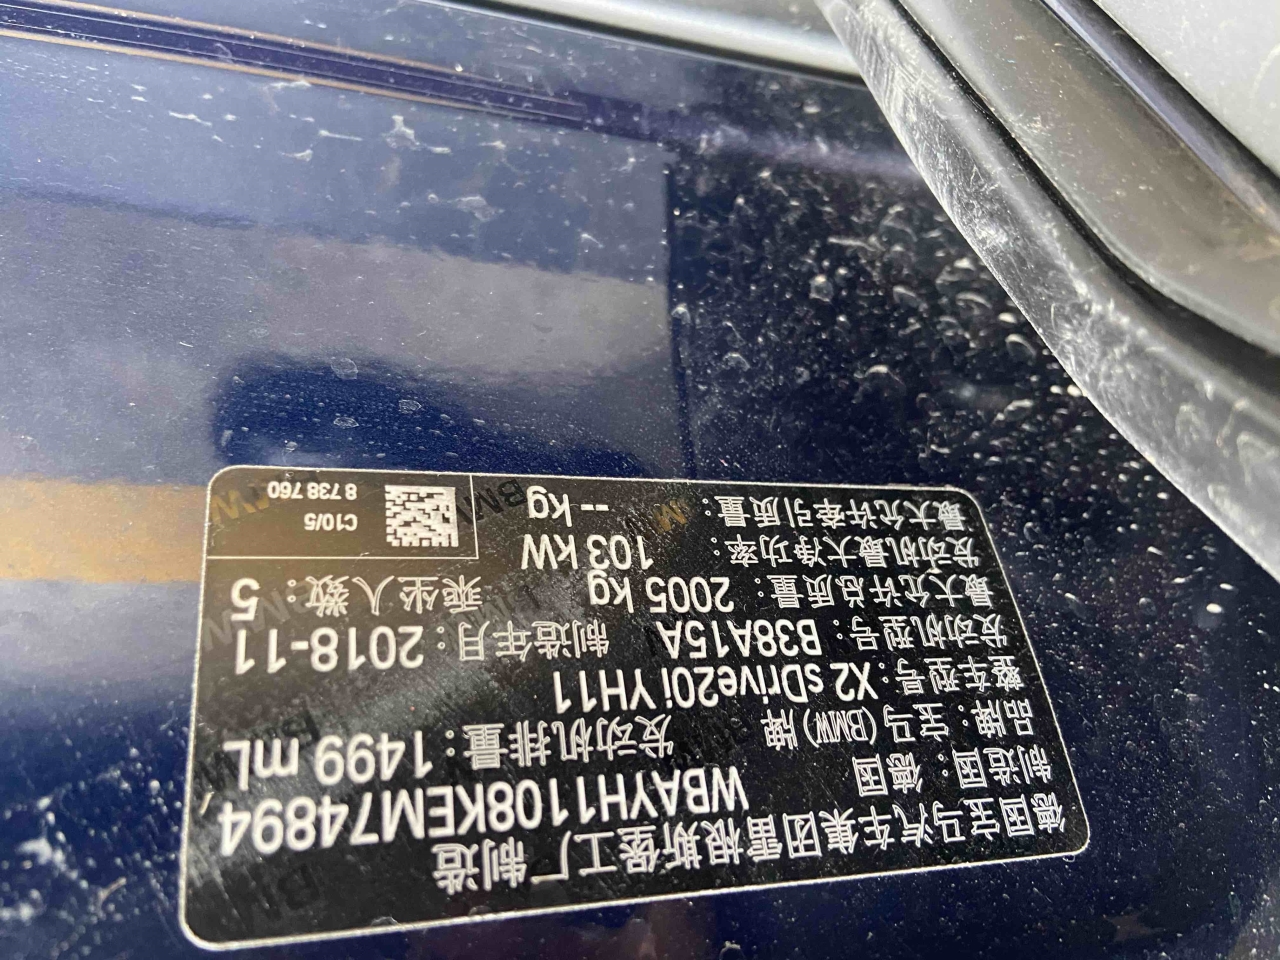 德国宝马汽车集团雷根斯堡工厂 制造
制造国：德国 WBAYH1108KEM74894
品牌：宝马(BMW)牌 发动机排量：1499 mL
整车型号：X2 sDrive20i YH11
发动机型号：B38A15A 制造年月：2018-11
最大允许总质量：2005 kg 乘坐人数：5
发动机最大净功率：103 kW
最大允许牵引质量：-- kg
C10/5
8 738 760